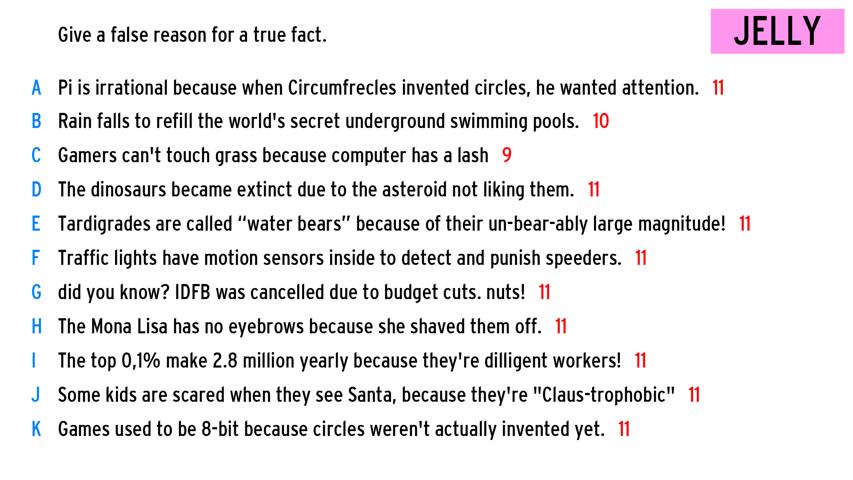 Give a false reason for a true fact.
JELLY
A Pi is irrational because when Circumfrecles invented circles, he wanted attention. 11
B Rain falls to refill the world's secret underground swimming pools. 10
C Gamers can't touch grass because computer has a lash 9
D The dinosaurs became extinct due to the asteroid not liking them. 11
E Tardigrades are called “water bears” because of their un-bear-ably large magnitude! 11
F Traffic lights have motion sensors inside to detect and punish speeders. 11
G did you know? IDFB was cancelled due to budget cuts. nuts! 11
H The Mona Lisa has no eyebrows because she shaved them off. 11
I The top 0,1% make 2.8 million yearly because they're dilligent workers! 11
J Some kids are scared when they see Santa, because they're "Claus-trophobic" 11
K Games used to be 8-bit because circles weren't actually invented yet. 11